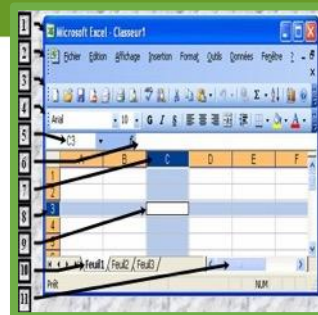 1
2
3
4
5
6
7
8
9
10
11
Microsoft Excel - Classeur1
Fichier Edition Affichage Insertion Format Outils Données Fenêtre ?
Arial 10 G I S
C3
A B C D E F
1
2
3
4
5
Feuil1 / Feuil2 / Feuil3
Prêt NUM